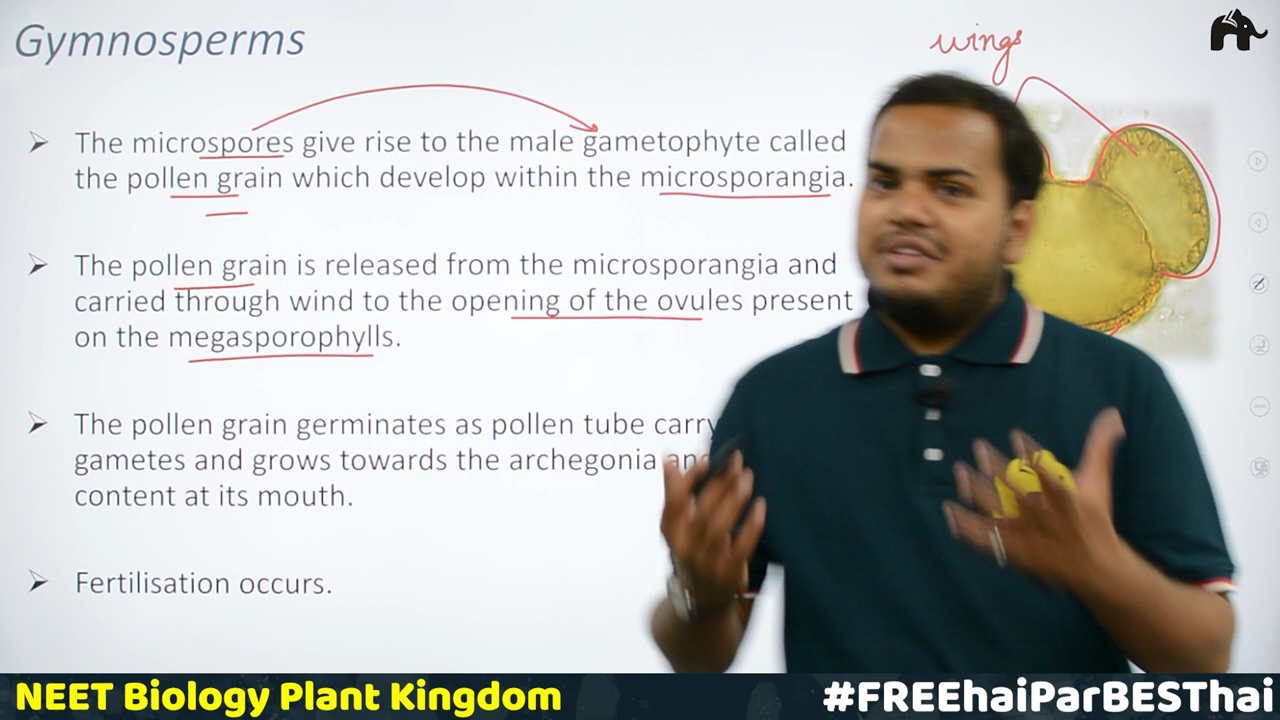 Gymnosperms
wings
The microspores give rise to the male gametophyte called
the pollen grain which develop within the microsporangia.
The pollen grain is released from the microsporangia and
carried through wind to the opening of the ovules present
on the megasporophylls.
The pollen grain germinates as pollen tube carry
gametes and grows towards the archegonia and
content at its mouth.
Fertilisation occurs.
NEET Biology Plant Kingdom
#FREEhaiParBESThai